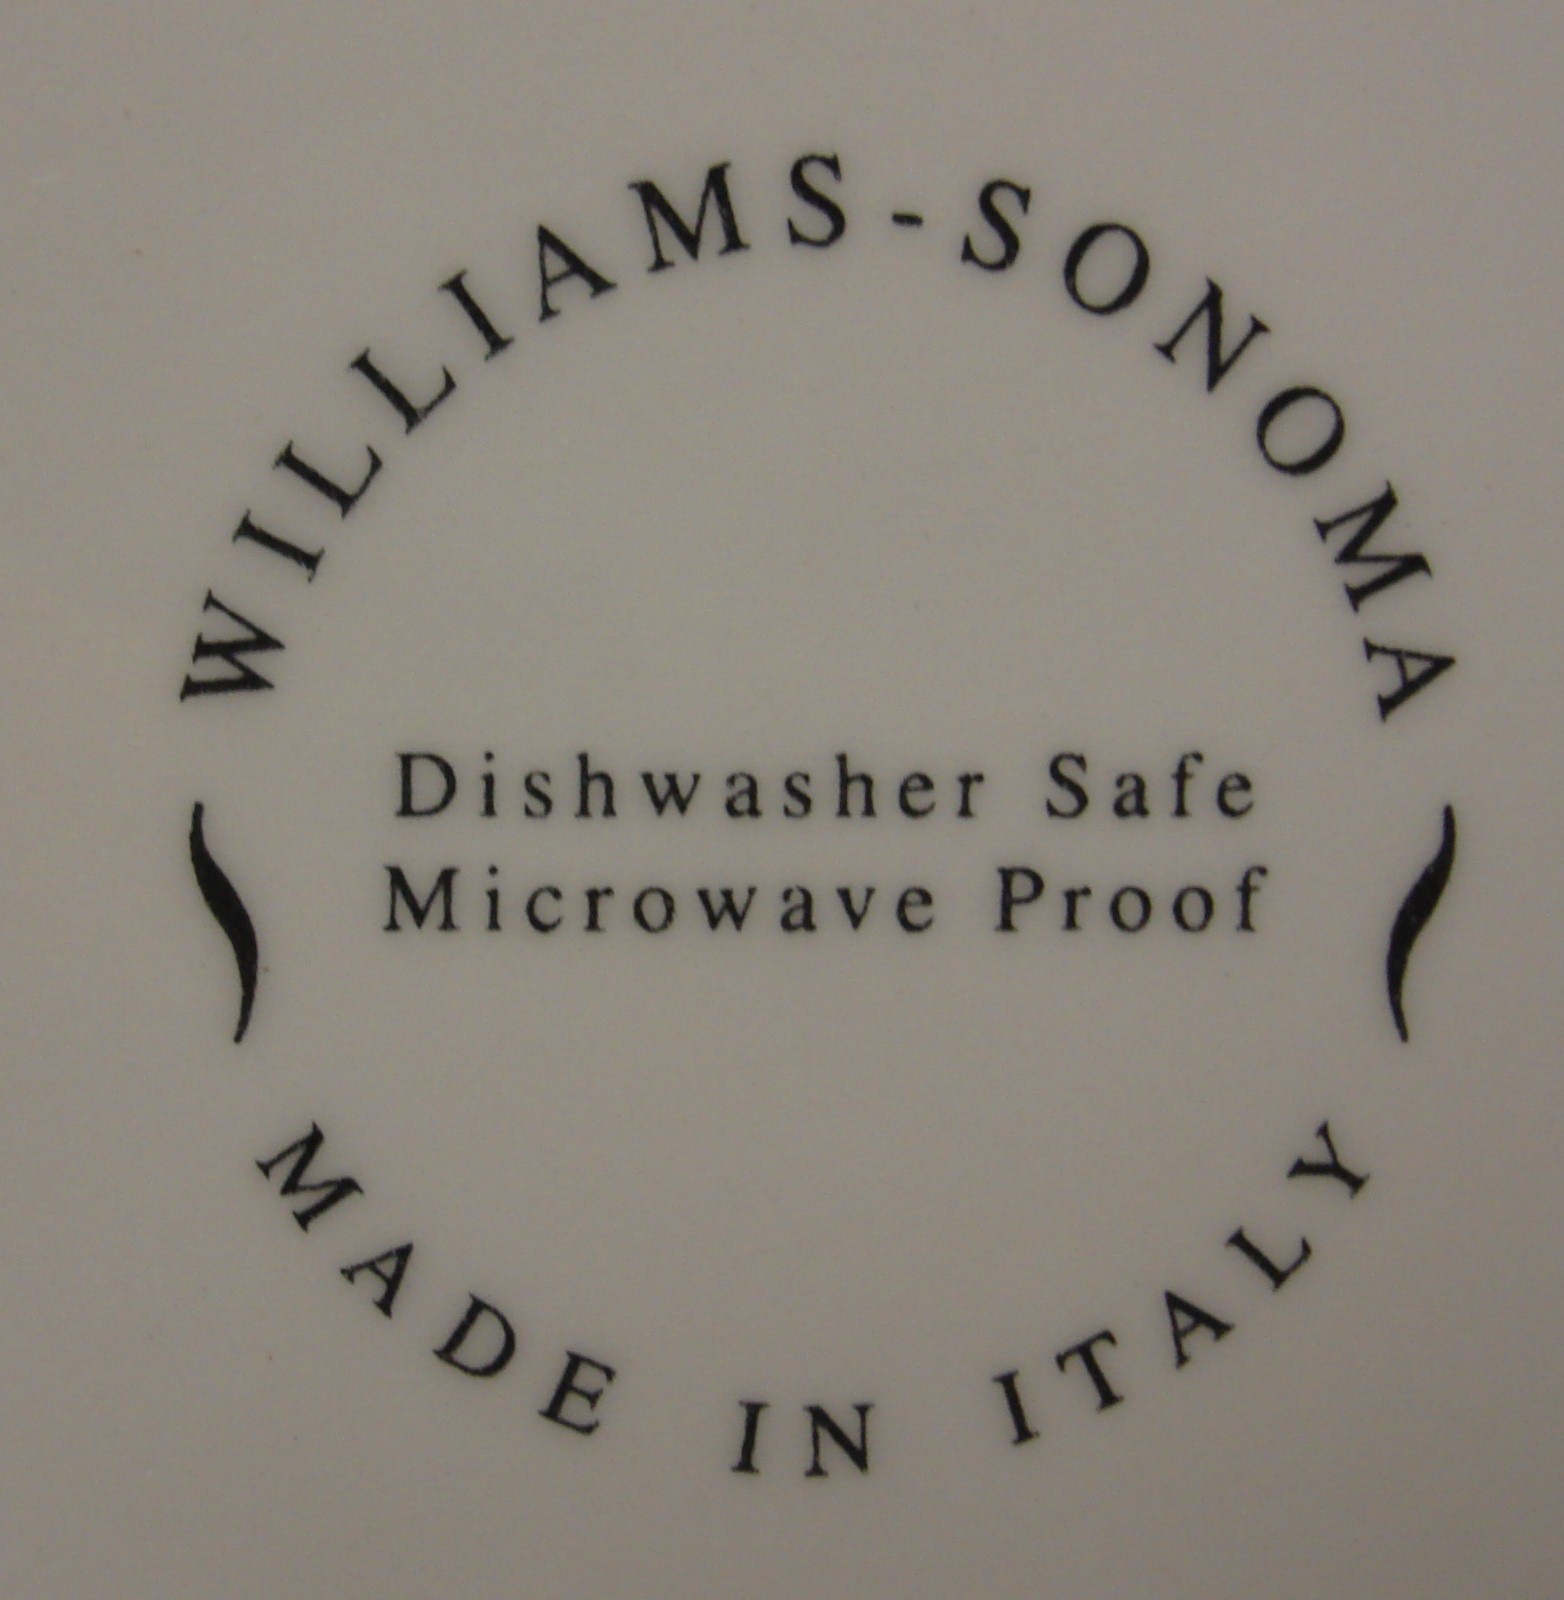 WILLIAMS-SONOMA
Dishwasher Safe
Microwave Proof
MADE IN ITALY